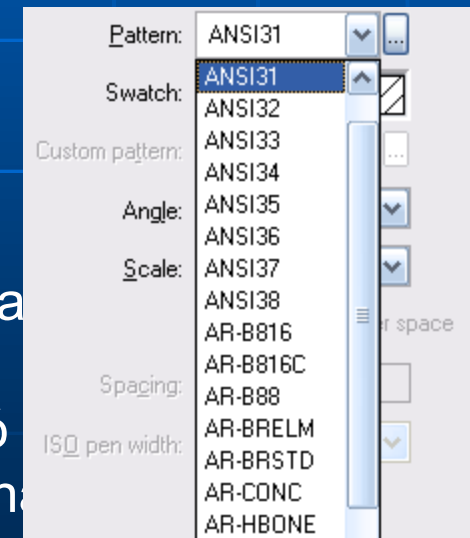 Pattern: ANSI31 ...
ANSI31
Swatch:
ANSI32
ANSI33
Custom pattern: ...
ANSI34
Angle: ANSI35
ANSI36
Scale: ANSI37
ANSI38
AR-B816
AR-B816C
Spacing:
AR-B88
AR-BRELM
ISO pen width:
AR-BRSTD
AR-CONC
AR-HBONE
space